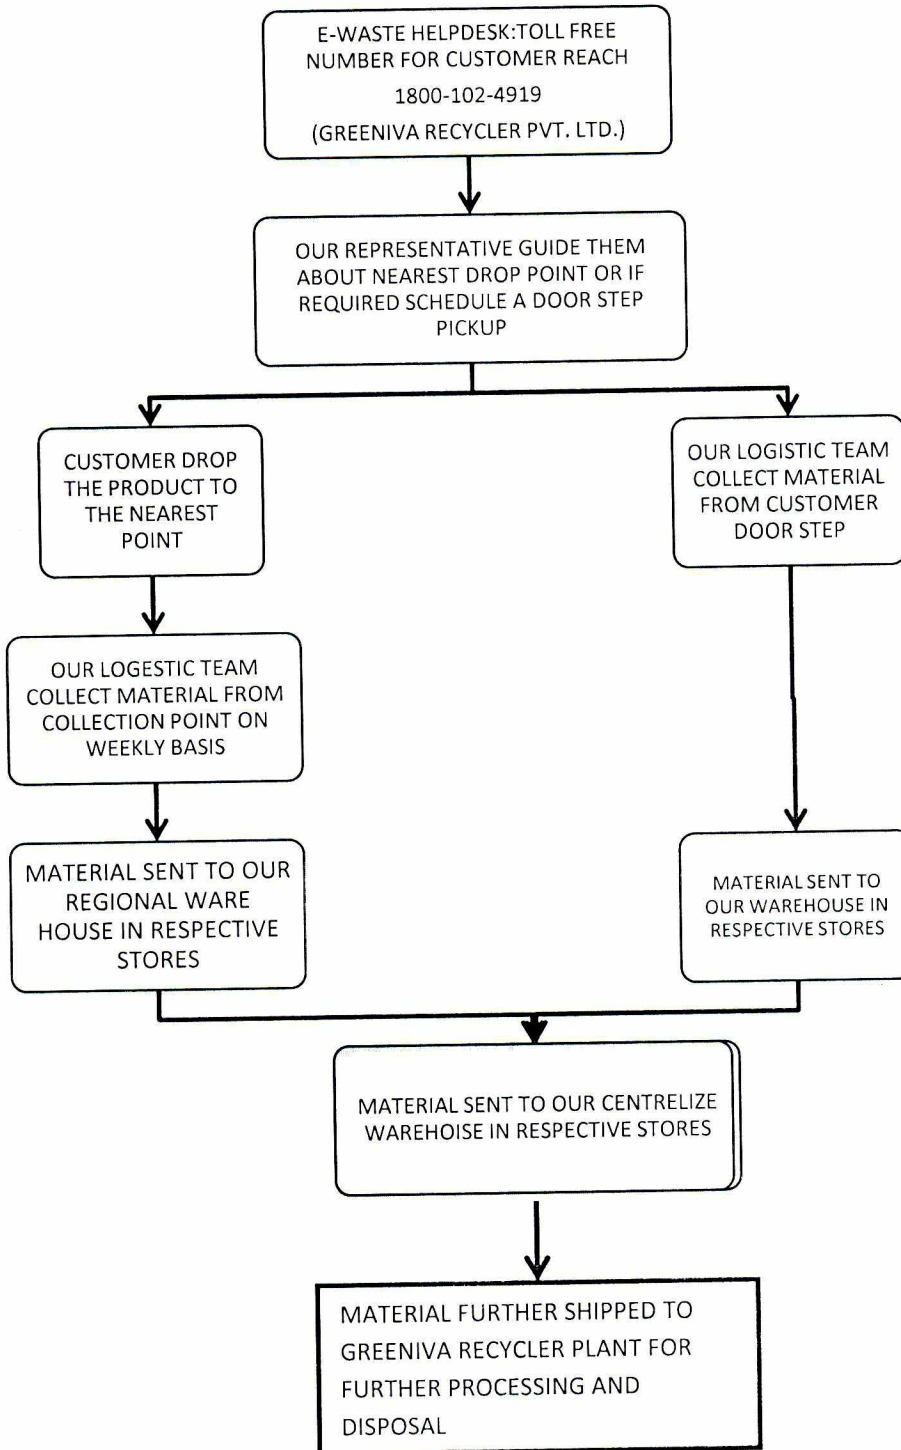 E-WASTE HELPDESK:TOLL FREE
NUMBER FOR CUSTOMER REACH
1800-102-4919
(GREENIVA RECYCLER PVT. LTD.)
OUR REPRESENTATIVE GUIDE THEM
ABOUT NEAREST DROP POINT OR IF
REQUIRED SCHEDULE A DOOR STEP
PICKUP
CUSTOMER DROP
THE PRODUCT TO
THE NEAREST
POINT
OUR LOGISTIC TEAM
COLLECT MATERIAL
FROM CUSTOMER
DOOR STEP
OUR LOGESTIC TEAM
COLLECT MATERIAL FROM
COLLECTION POINT ON
WEEKLY BASIS
MATERIAL SENT TO OUR
REGIONAL WARE
HOUSE IN RESPECTIVE
STORES
MATERIAL SENT TO
OUR WAREHOUSE IN
RESPECTIVE STORES
MATERIAL SENT TO OUR CENTRELIZE
WAREHOISE IN RESPECTIVE STORES
MATERIAL FURTHER SHIPPED TO
GREENIVA RECYCLER PLANT FOR
FURTHER PROCESSING AND
DISPOSAL